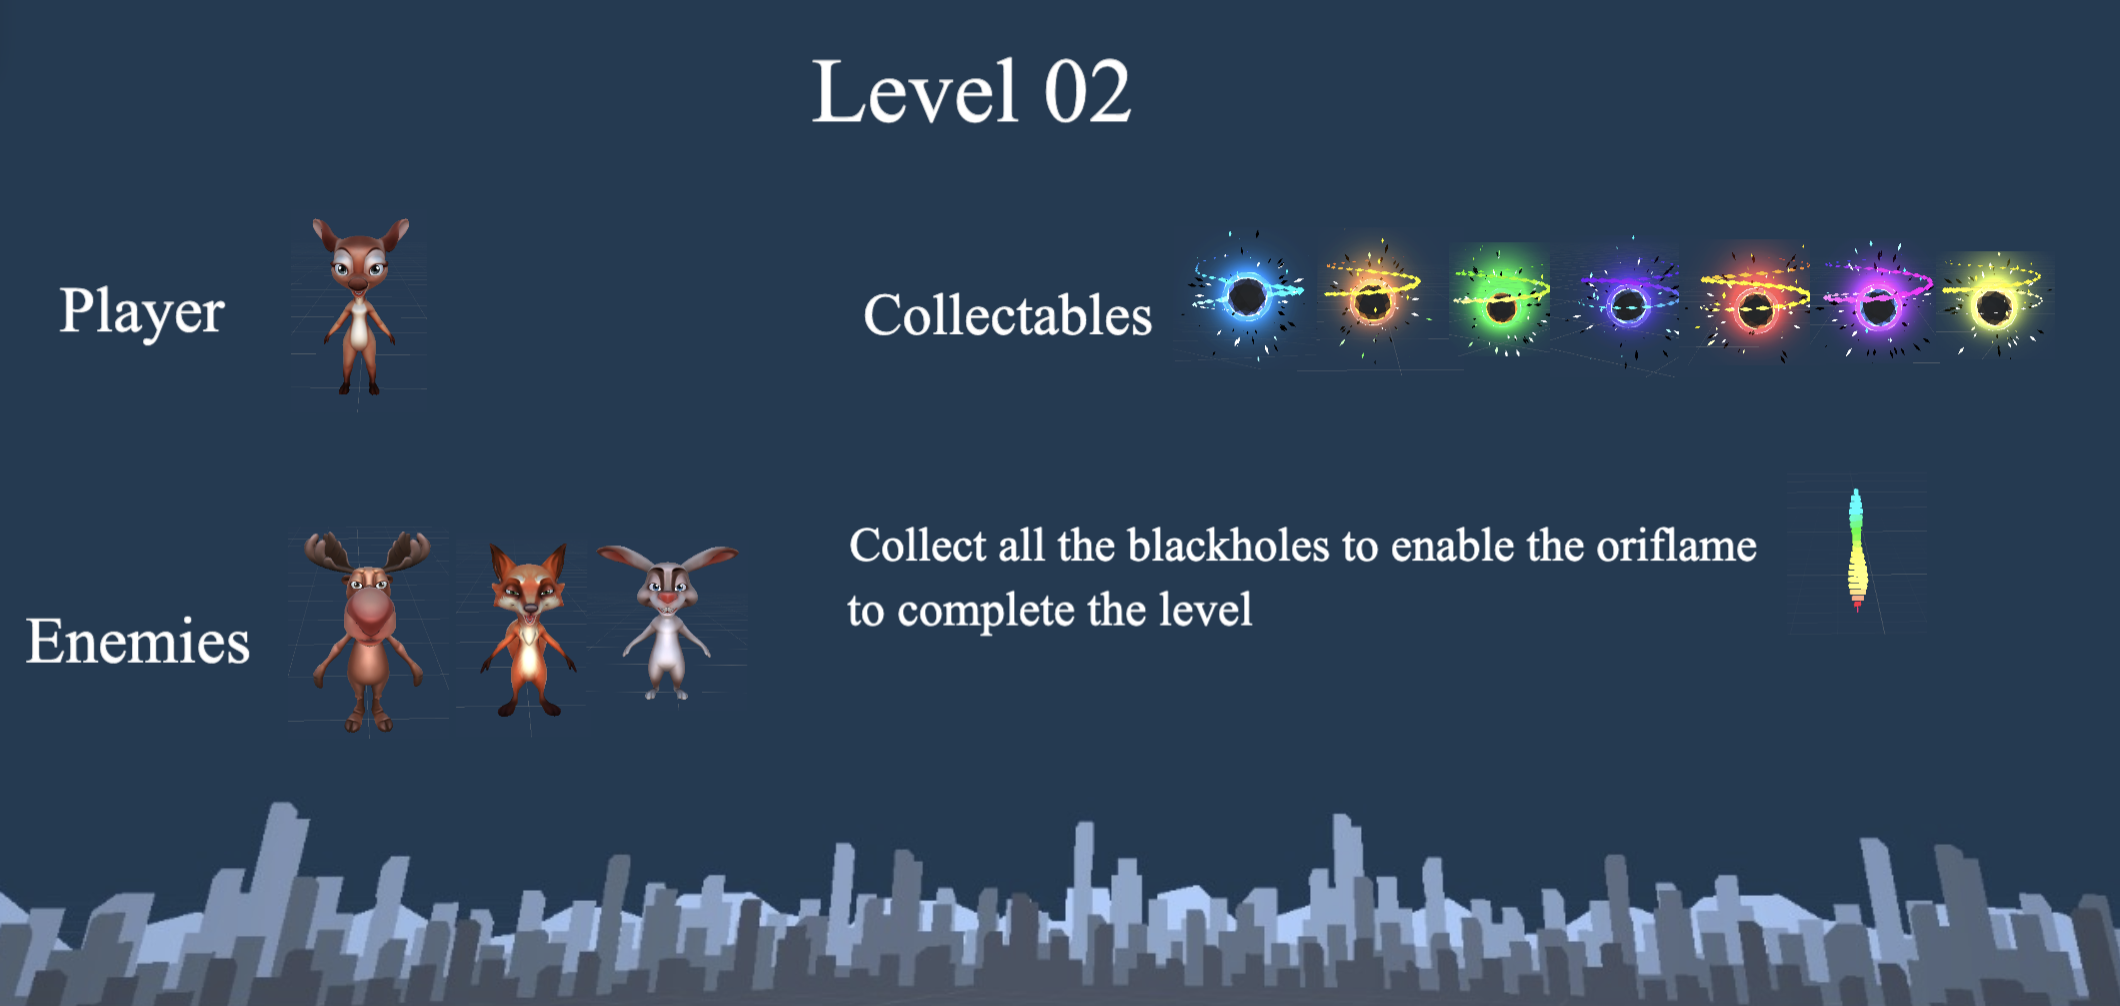 Level 02
Player
Collectables
Enemies
Collect all the blackholes to enable the oriflame
to complete the level